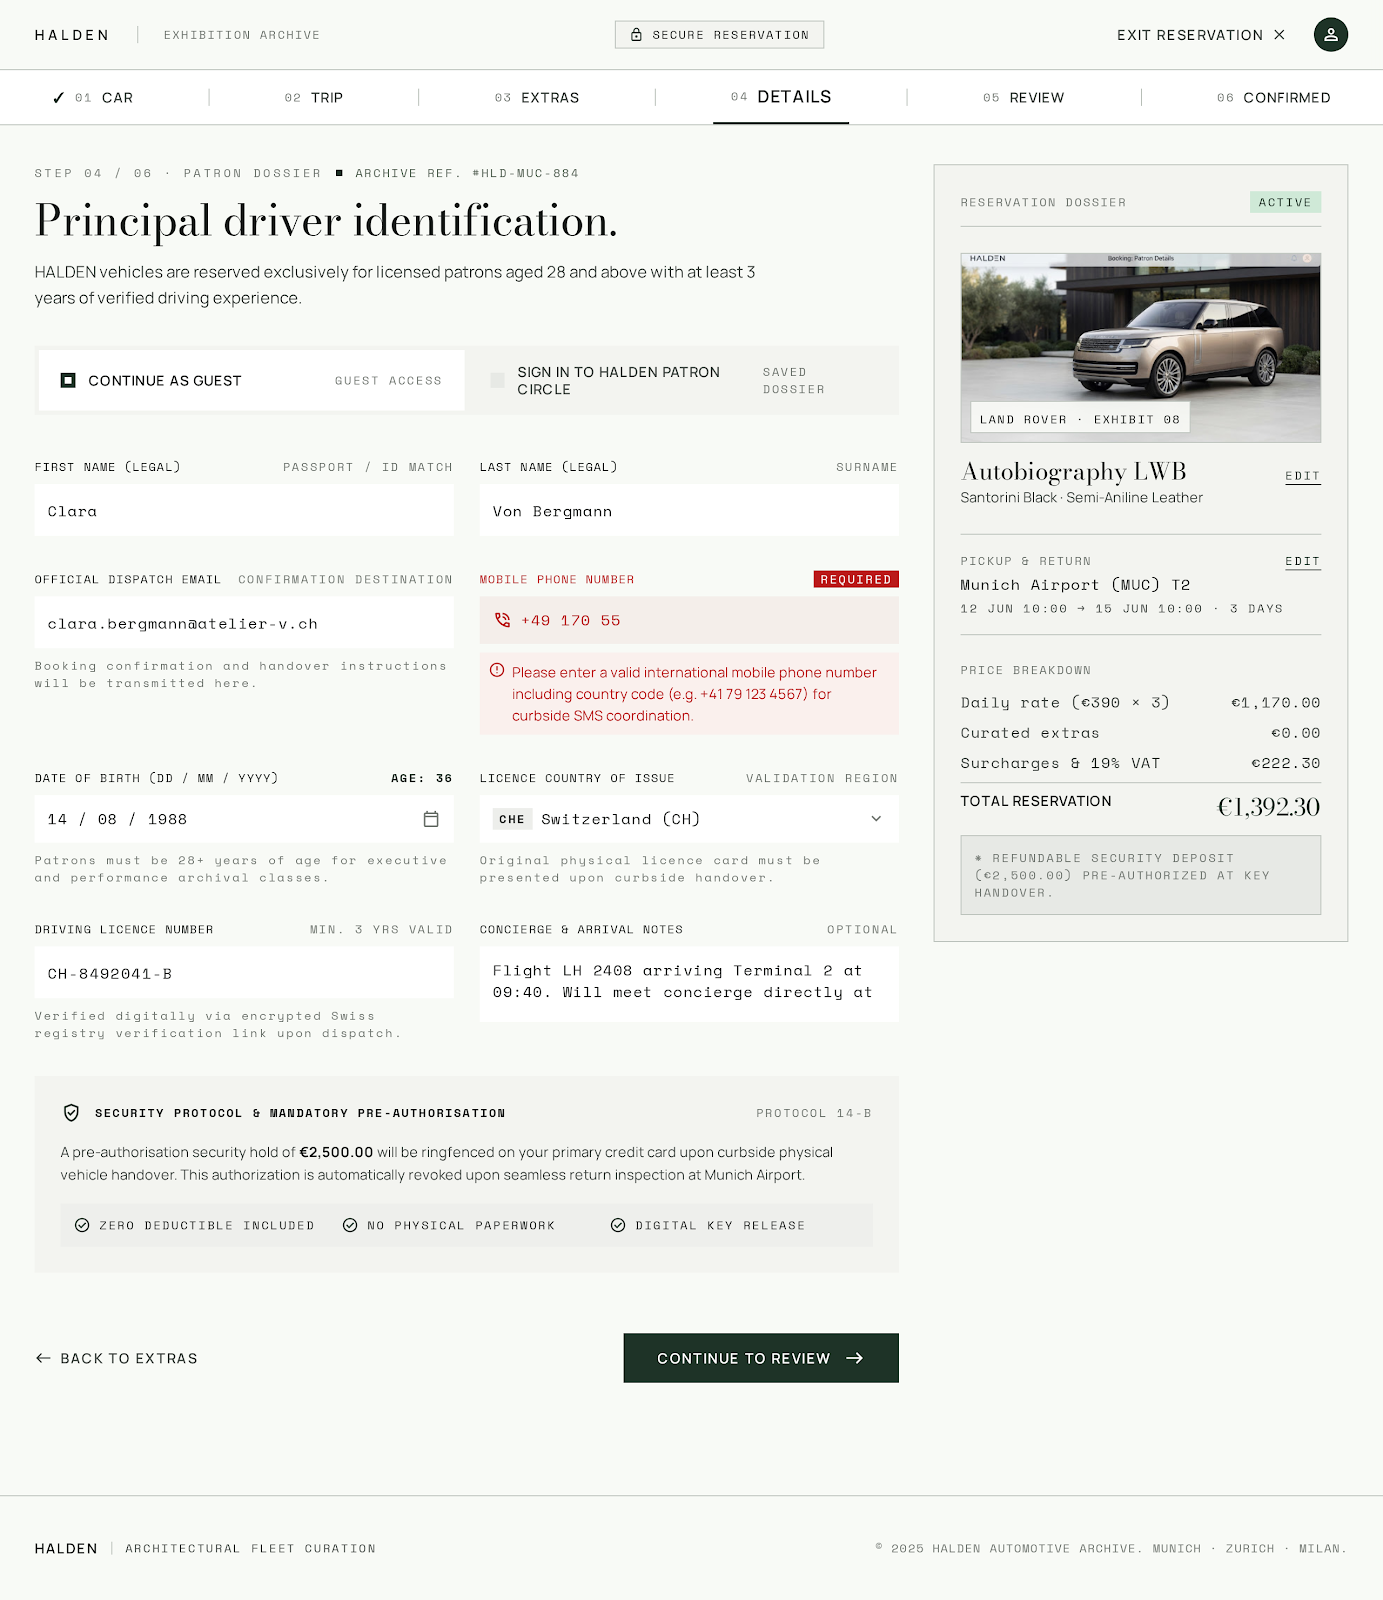 HALDEN
EXHIBITION ARCHIVE
SECURE RESERVATION
EXIT RESERVATION ×
✓ 01 CAR
02 TRIP
03 EXTRAS
04 DETAILS
05 REVIEW
06 CONFIRMED
STEP 04 / 06 · PATRON DOSSIER ■ ARCHIVE REF. #HLD-MUC-884
Principal driver identification.
HALDEN vehicles are reserved exclusively for licensed patrons aged 28 and above with at least 3
years of verified driving experience.
CONTINUE AS GUEST
GUEST ACCESS
SIGN IN TO HALDEN PATRON
CIRCLE
SAVED
DOSSIER
FIRST NAME (LEGAL)
PASSPORT / ID MATCH
Clara
LAST NAME (LEGAL)
SURNAME
Von Bergmann
OFFICIAL DISPATCH EMAIL
CONFIRMATION DESTINATION
clara.bergmann@atelier-v.ch
Booking confirmation and handover instructions
will be transmitted here.
MOBILE PHONE NUMBER
REQUIRED
+49 170 55
Please enter a valid international mobile phone number
including country code (e.g. +41 79 123 4567) for
curbside SMS coordination.
DATE OF BIRTH (DD / MM / YYYY)
AGE: 36
14 / 08 / 1988
Patrons must be 28+ years of age for executive
and performance archival classes.
LICENCE COUNTRY OF ISSUE
VALIDATION REGION
CHE Switzerland (CH)
Original physical licence card must be
presented upon curbside handover.
DRIVING LICENCE NUMBER
MIN. 3 YRS VALID
CH-8492041-B
Verified digitally via encrypted Swiss
registry verification link upon dispatch.
CONCIERGE & ARRIVAL NOTES
OPTIONAL
Flight LH 2408 arriving Terminal 2 at
09:40. Will meet concierge directly at
SECURITY PROTOCOL & MANDATORY PRE-AUTHORISATION
PROTOCOL 14-B
A pre-authorisation security hold of €2,500.00 will be ringfenced on your primary credit card upon curbside physical
vehicle handover. This authorization is automatically revoked upon seamless return inspection at Munich Airport.
ZERO DEDUCTIBLE INCLUDED
NO PHYSICAL PAPERWORK
DIGITAL KEY RELEASE
← BACK TO EXTRAS
CONTINUE TO REVIEW →
RESERVATION DOSSIER
ACTIVE
HALDEN
Booking: Patron Details
LAND ROVER · EXHIBIT 08
Autobiography LWB
EDIT
Santorini Black · Semi-Aniline Leather
PICKUP & RETURN
EDIT
Munich Airport (MUC) T2
12 JUN 10:00 → 15 JUN 10:00 · 3 DAYS
PRICE BREAKDOWN
Daily rate (€390 × 3) €1,170.00
Curated extras €0.00
Surcharges & 19% VAT €222.30
TOTAL RESERVATION €1,392.30
* REFUNDABLE SECURITY DEPOSIT
(€2,500.00) PRE-AUTHORIZED AT KEY
HANDOVER.
HALDEN
ARCHITECTURAL FLEET CURATION
© 2025 HALDEN AUTOMOTIVE ARCHIVE. MUNICH · ZURICH · MILAN.